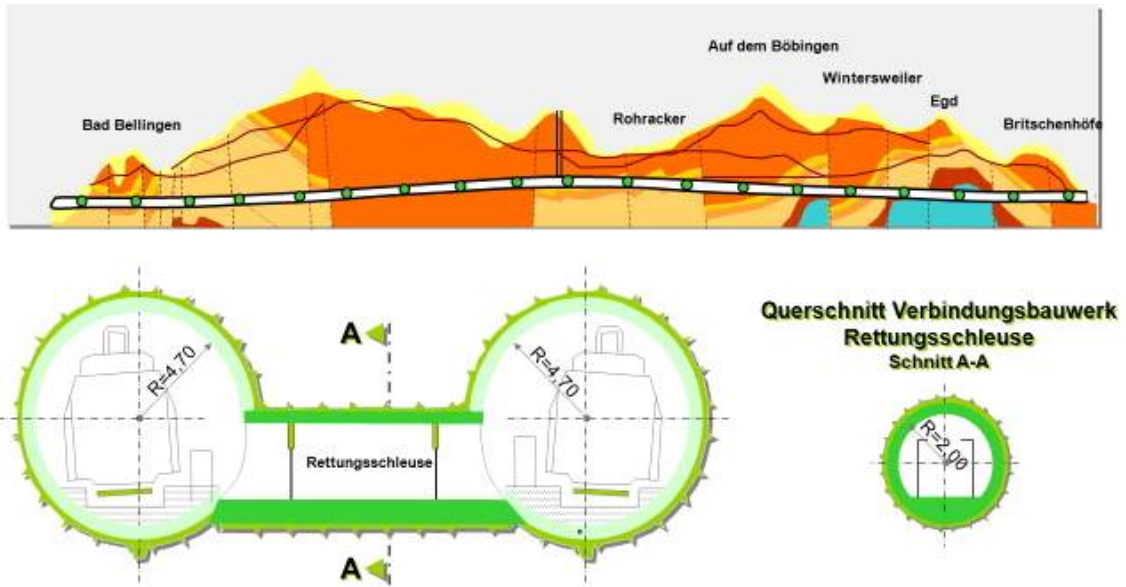 Auf dem Böbingen
Wintersweiler
Egd
Bad Bellingen
Rohracker
Britschenhöfe
A
R=4,70
R=4,70
Rettungsschleuse
A
Querschnitt Verbindungsbauwerk
Rettungsschleuse
Schnitt A-A
R=2,00